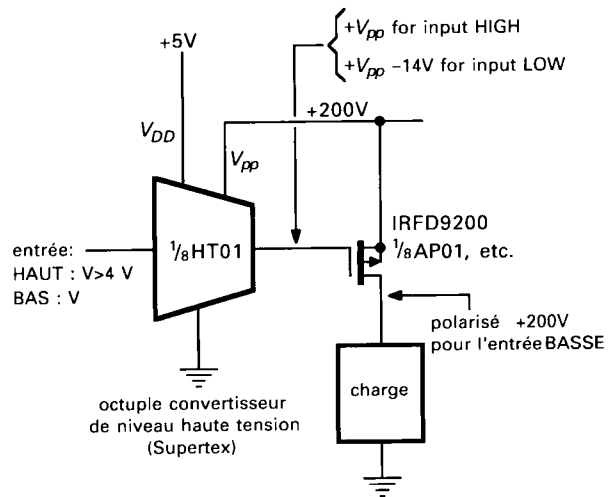 +5V
+Vpp for input HIGH
+Vpp –14V for input LOW
+200V
VDD
Vpp
IRFD9200
1/8AP01, etc.
entrée:
HAUT : V>4 V
BAS : V
1/8HT01
polarisé +200V
pour l'entrée BASSE
charge
octuple convertisseur
de niveau haute tension
(Supertex)